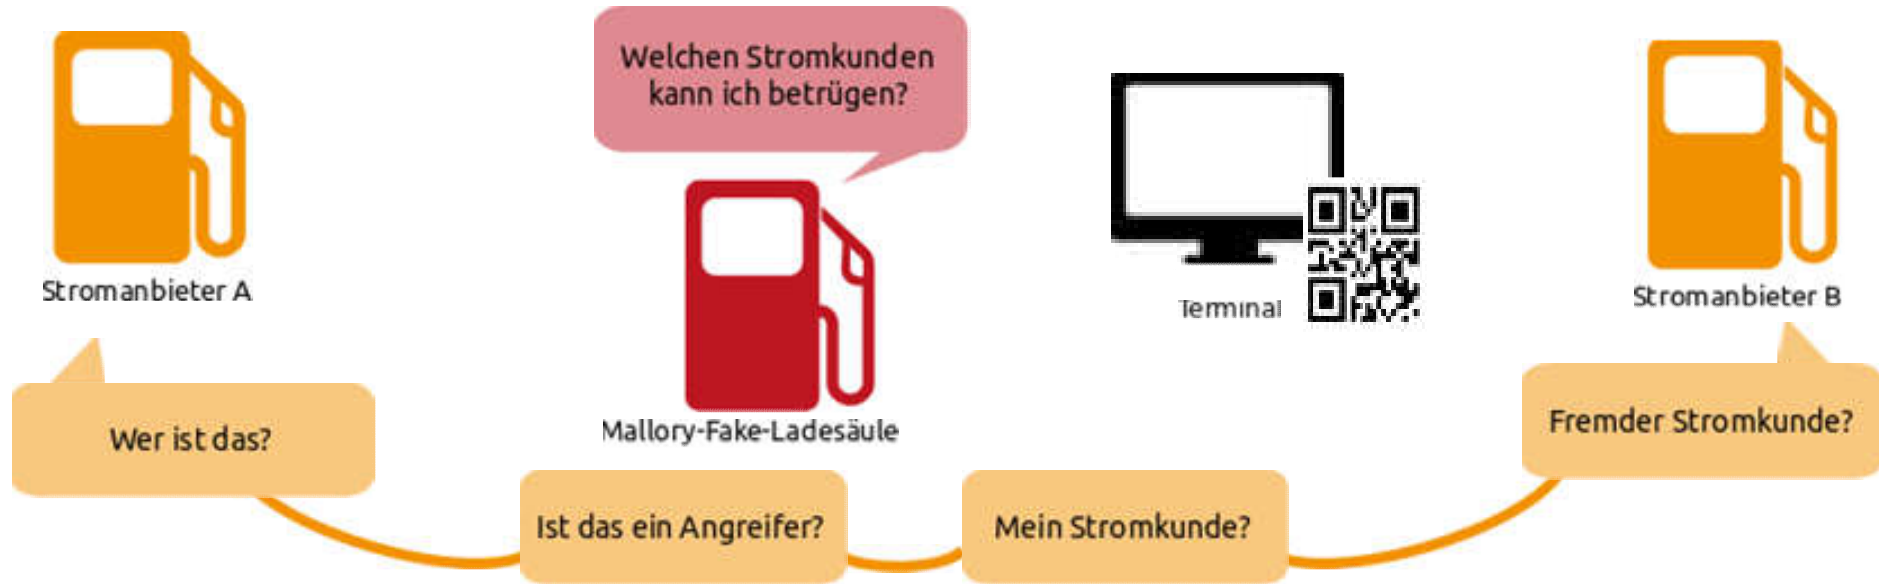 Welchen Stromkunden
kann ich betrügen?
Stromanbieter A
Terminal
Stromanbieter B
Mallory-Fake-Ladesäule
Wer ist das?
Ist das ein Angreifer?
Mein Stromkunde?
Fremder Stromkunde?